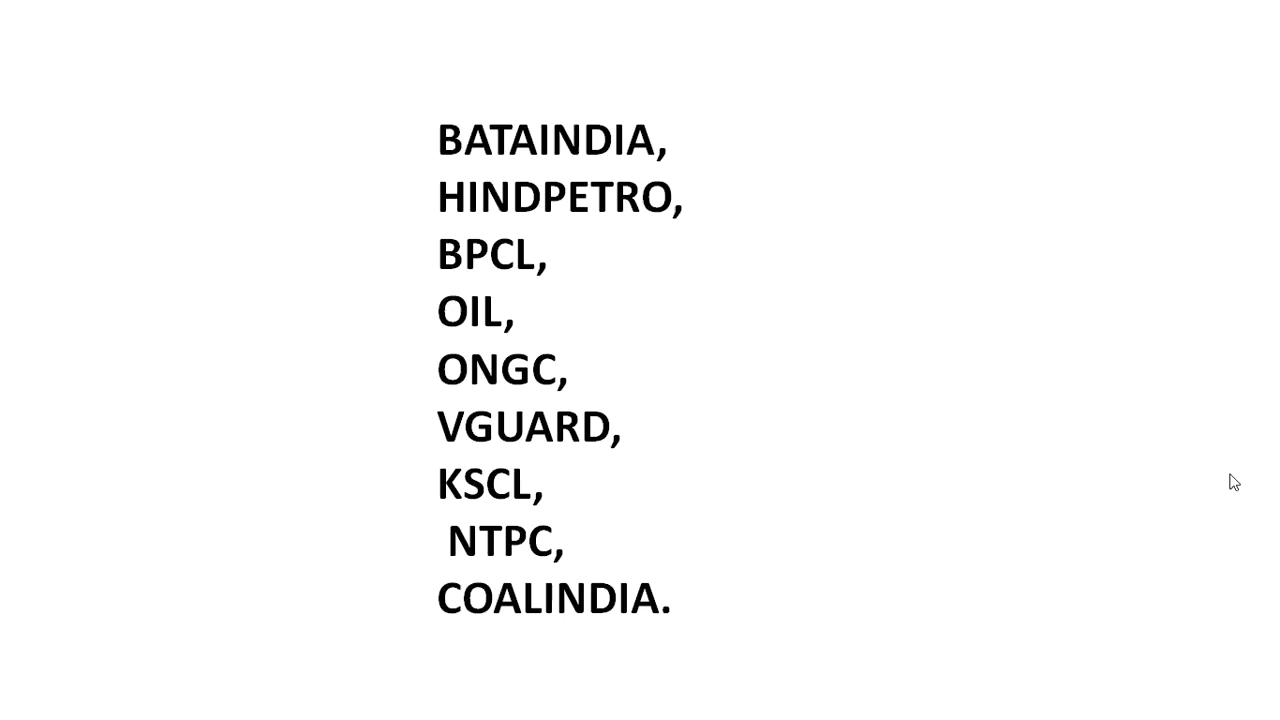 BATAINDIA,
HINDPETRO,
BPCL,
OIL,
ONGC,
VGUARD,
KSCL,
NTPC,
COALINDIA.